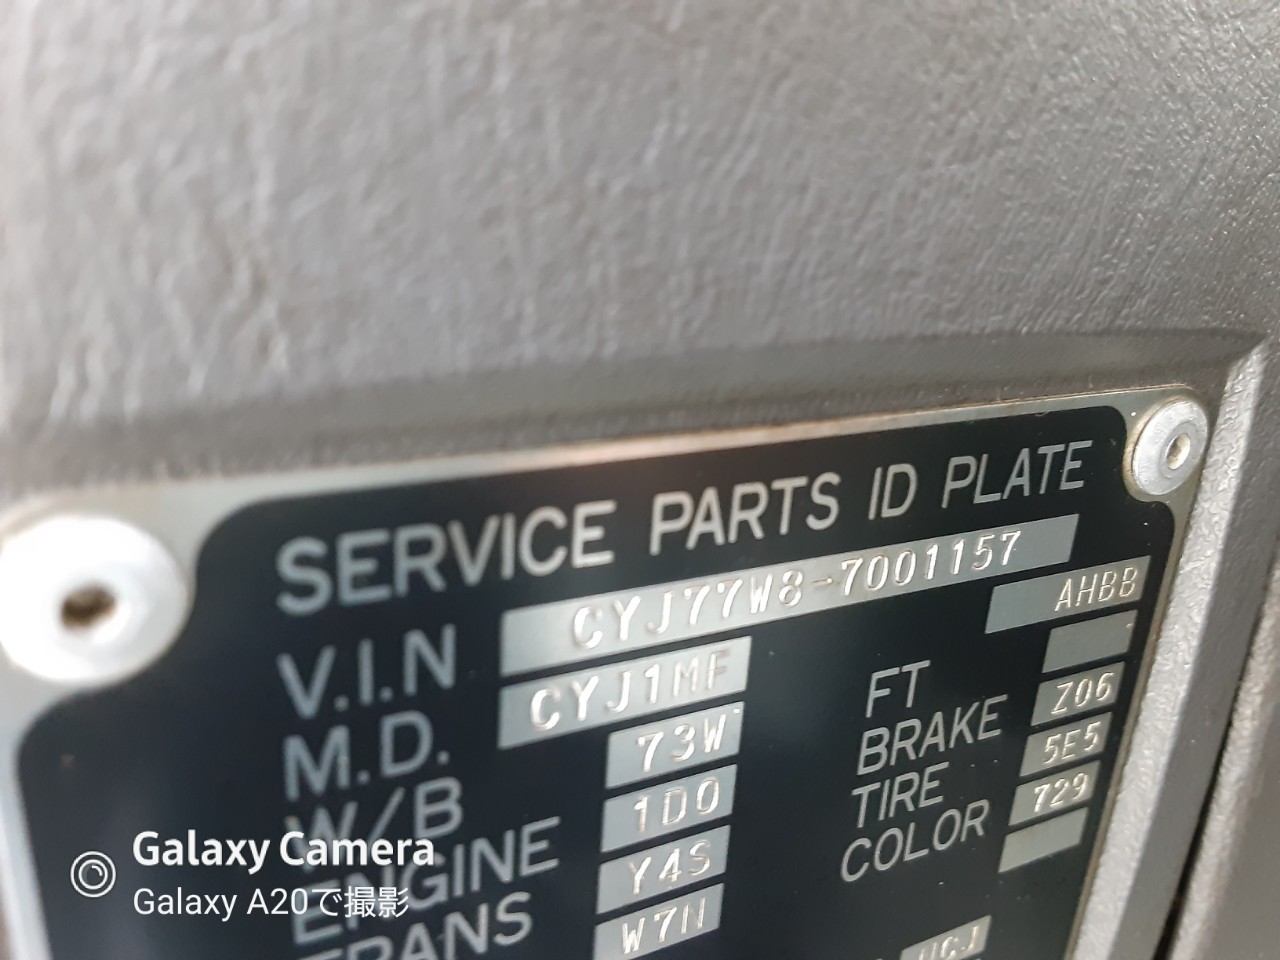 SERVICE PARTS ID PLATE
V.I.N CYJ77W8-7001157
M.D. CYJ1MF AHBB
W/B 73W FT
ENGINE 1D0 BRAKE Z06
TRANS Y4S TIRE 5E5
W7N COLOR 729
Galaxy Camera
Galaxy A20で撮影